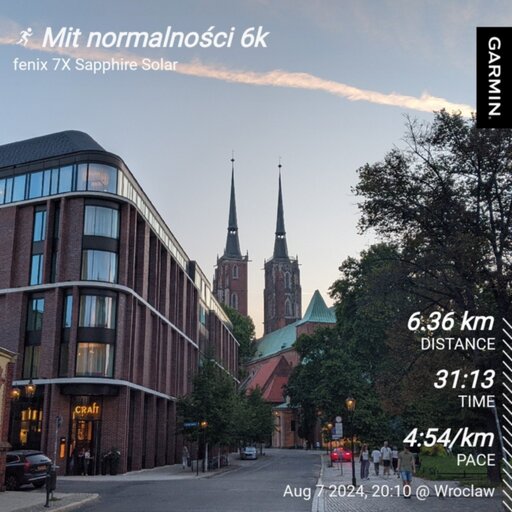 Mit normalności 6k
fenix 7X Sapphire Solar
GARMIN
6.36 km
DISTANCE
31:13
TIME
4:54/km
PACE
CRAFT
Aug 7 2024, 20:10 @ Wroclaw